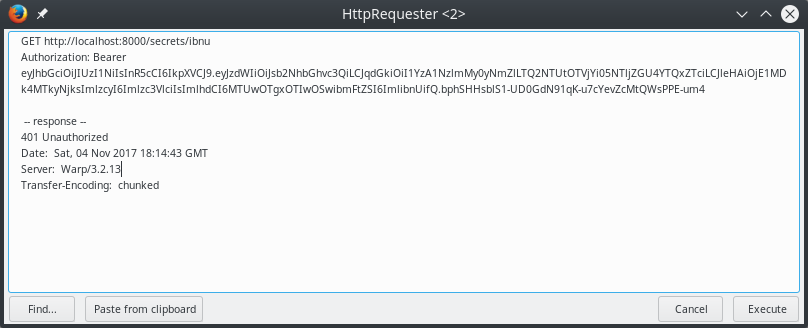 HttpRequester <2>
GET http://localhost:8000/secrets/ibnu
Authorization: Bearer
eyJhbGciOiJIUzI1NiIsInR5cCI6IkpXVCJ9.eyJzdWIiOiJsb2NhbGhvc3QiLCJqdGkiOiI1YzA1NzlmMy0yNmZlLTQ2NTUtOTVjYi05NTljZGU4YTQxZTciLCJleHAiOjE1MD
k4MTkyNjksImlzcyI6Imlzc3VlciIsImlhdCI6MTUwOTgxOTIwOSwibmFtZSI6ImlibnUifQ.bphSHHsblS1-UD0GdN91qK-u7cYevZcMtQWsPPE-um4
-- response --
401 Unauthorized
Date: Sat, 04 Nov 2017 18:14:43 GMT
Server: Warp/3.2.13
Transfer-Encoding: chunked
Find... Paste from clipboard Cancel Execute